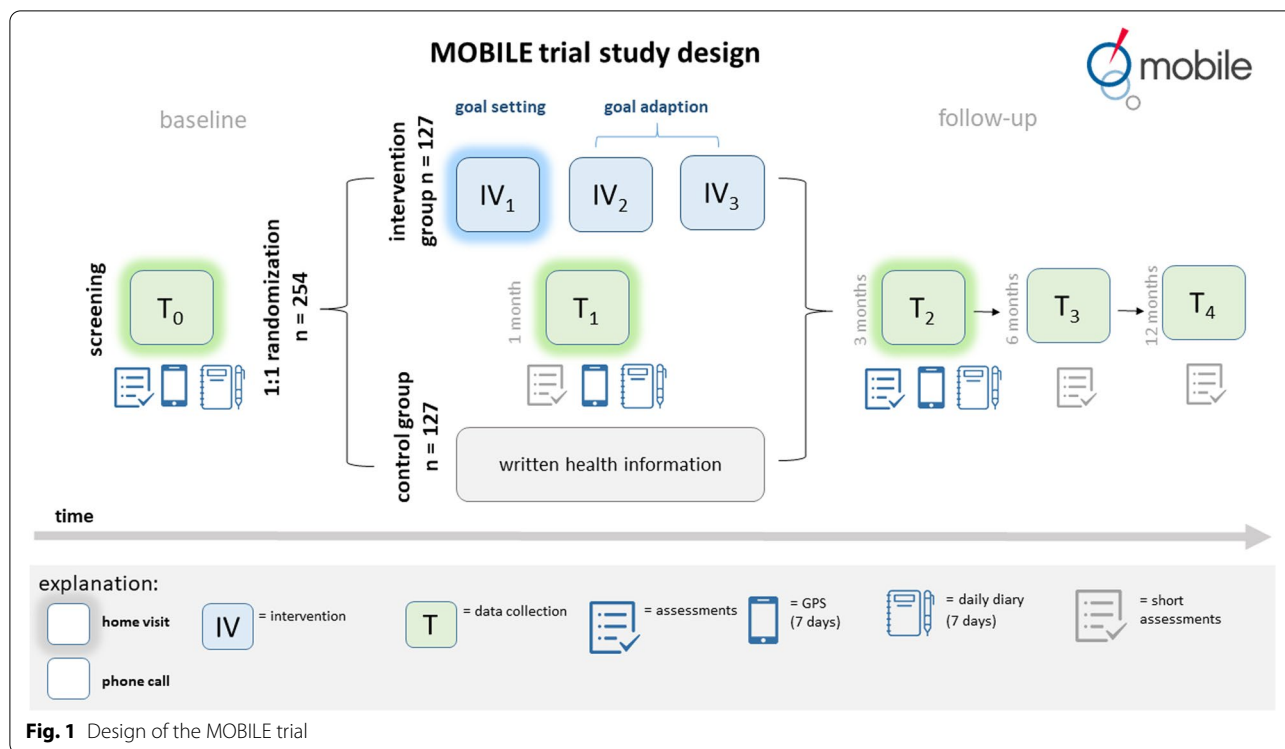 MOBILE trial study design
mobile
baseline
goal setting
goal adaption
follow-up
intervention
group n = 127
IV1
IV2
IV3
screening
T0
1:1 randomization
n = 254
1 month
T1
3 months
T2
6 months
T3
12 months
T4
control group
n = 127
written health information
time
explanation:
home visit
IV
= intervention
T
= data collection
= assessments
= GPS
(7 days)
= daily diary
(7 days)
= short
assessments
phone call
Fig. 1 Design of the MOBILE trial